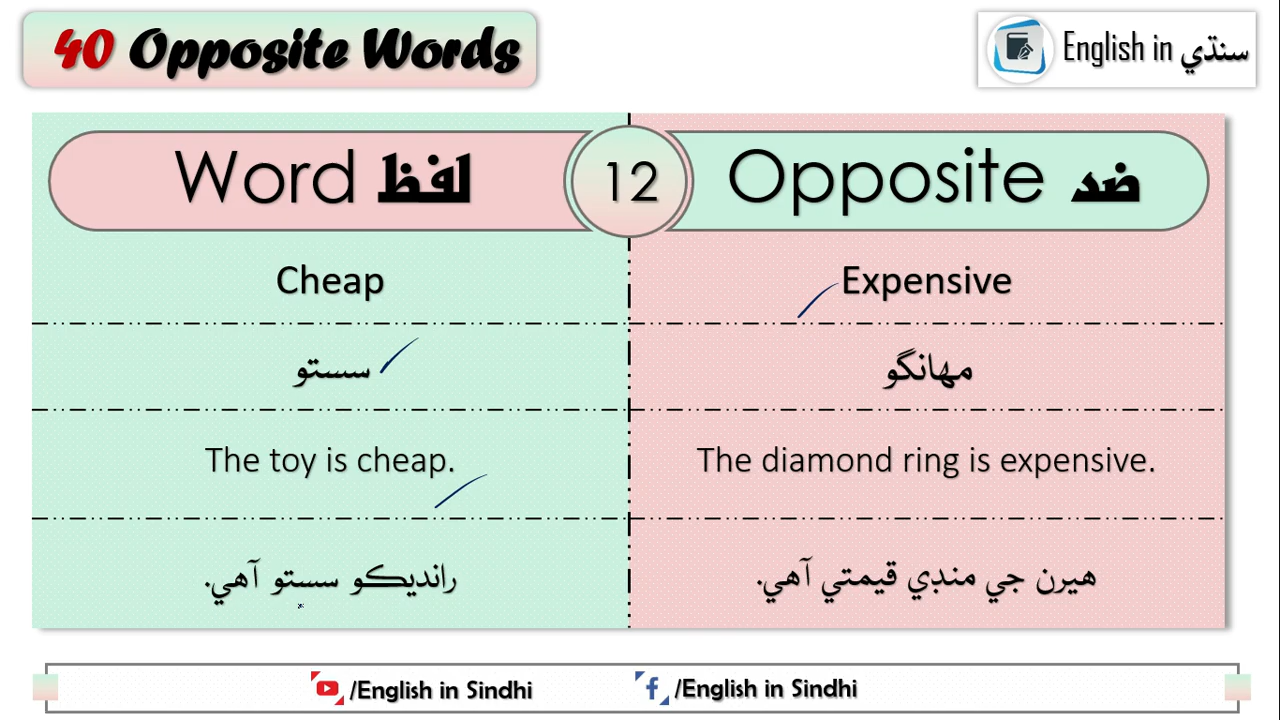 40 Opposite Words
English in سنڌي
Word لفظ
12
Opposite ضد
Cheap
Expensive
سستو
مهانگو
The toy is cheap.
The diamond ring is expensive.
رانديڪو سستو آهي.
هيرن جي منڊي قيمتي آهي.
/English in Sindhi
/English in Sindhi